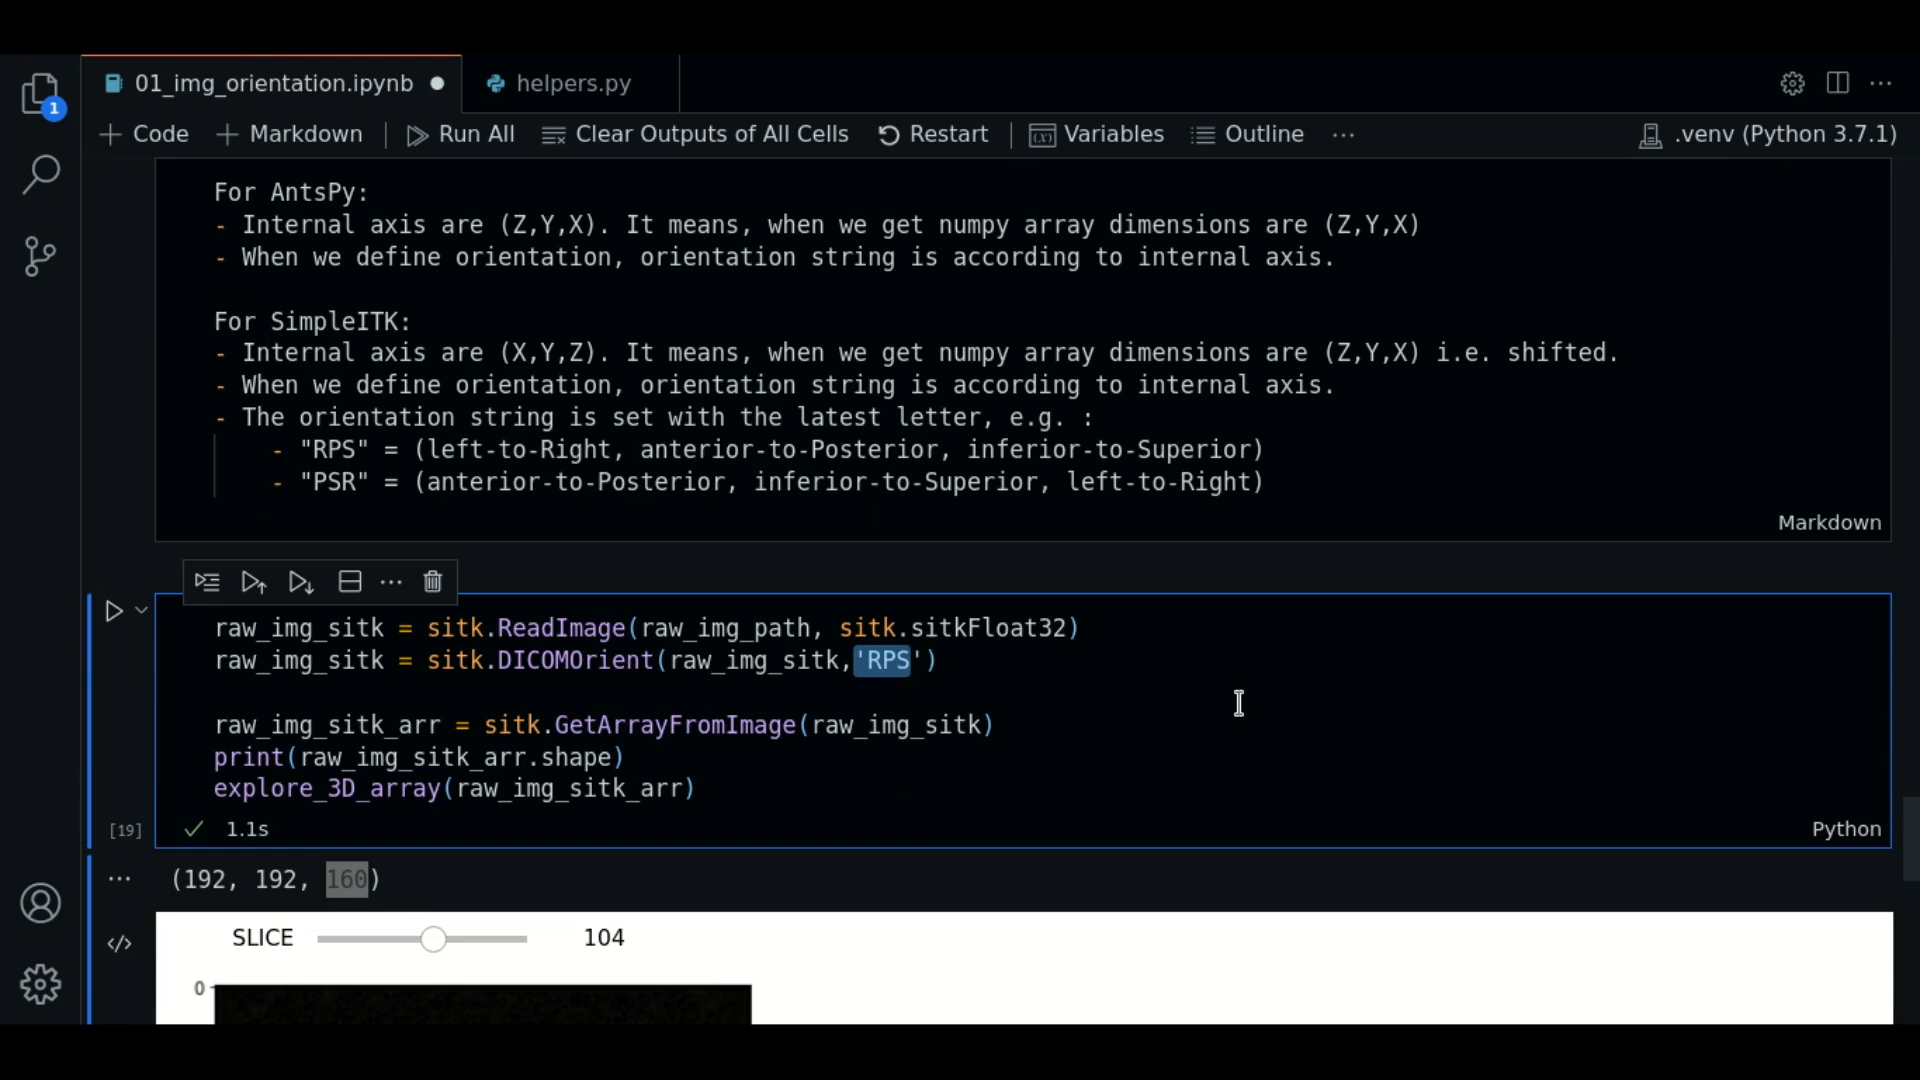 01_img_orientation.ipynb
helpers.py
1
Code
Markdown
Run All
Clear Outputs of All Cells
Restart
Variables
Outline
...
.venv (Python 3.7.1)
For AntsPy:
- Internal axis are (Z,Y,X). It means, when we get numpy array dimensions are (Z,Y,X)
- When we define orientation, orientation string is according to internal axis.
For SimpleITK:
- Internal axis are (X,Y,Z). It means, when we get numpy array dimensions are (Z,Y,X) i.e. shifted.
- When we define orientation, orientation string is according to internal axis.
- The orientation string is set with the latest letter, e.g. :
- "RPS" = (left-to-Right, anterior-to-Posterior, inferior-to-Superior)
- "PSR" = (anterior-to-Posterior, inferior-to-Superior, left-to-Right)
Markdown
raw_img_sitk = sitk.ReadImage(raw_img_path, sitk.sitkFloat32)
raw_img_sitk = sitk.DICOMOrient(raw_img_sitk,'RPS')
raw_img_sitk_arr = sitk.GetArrayFromImage(raw_img_sitk)
print(raw_img_sitk_arr.shape)
explore_3D_array(raw_img_sitk_arr)
[19]
1.1s
Python
(192, 192, 160)
SLICE
104
0